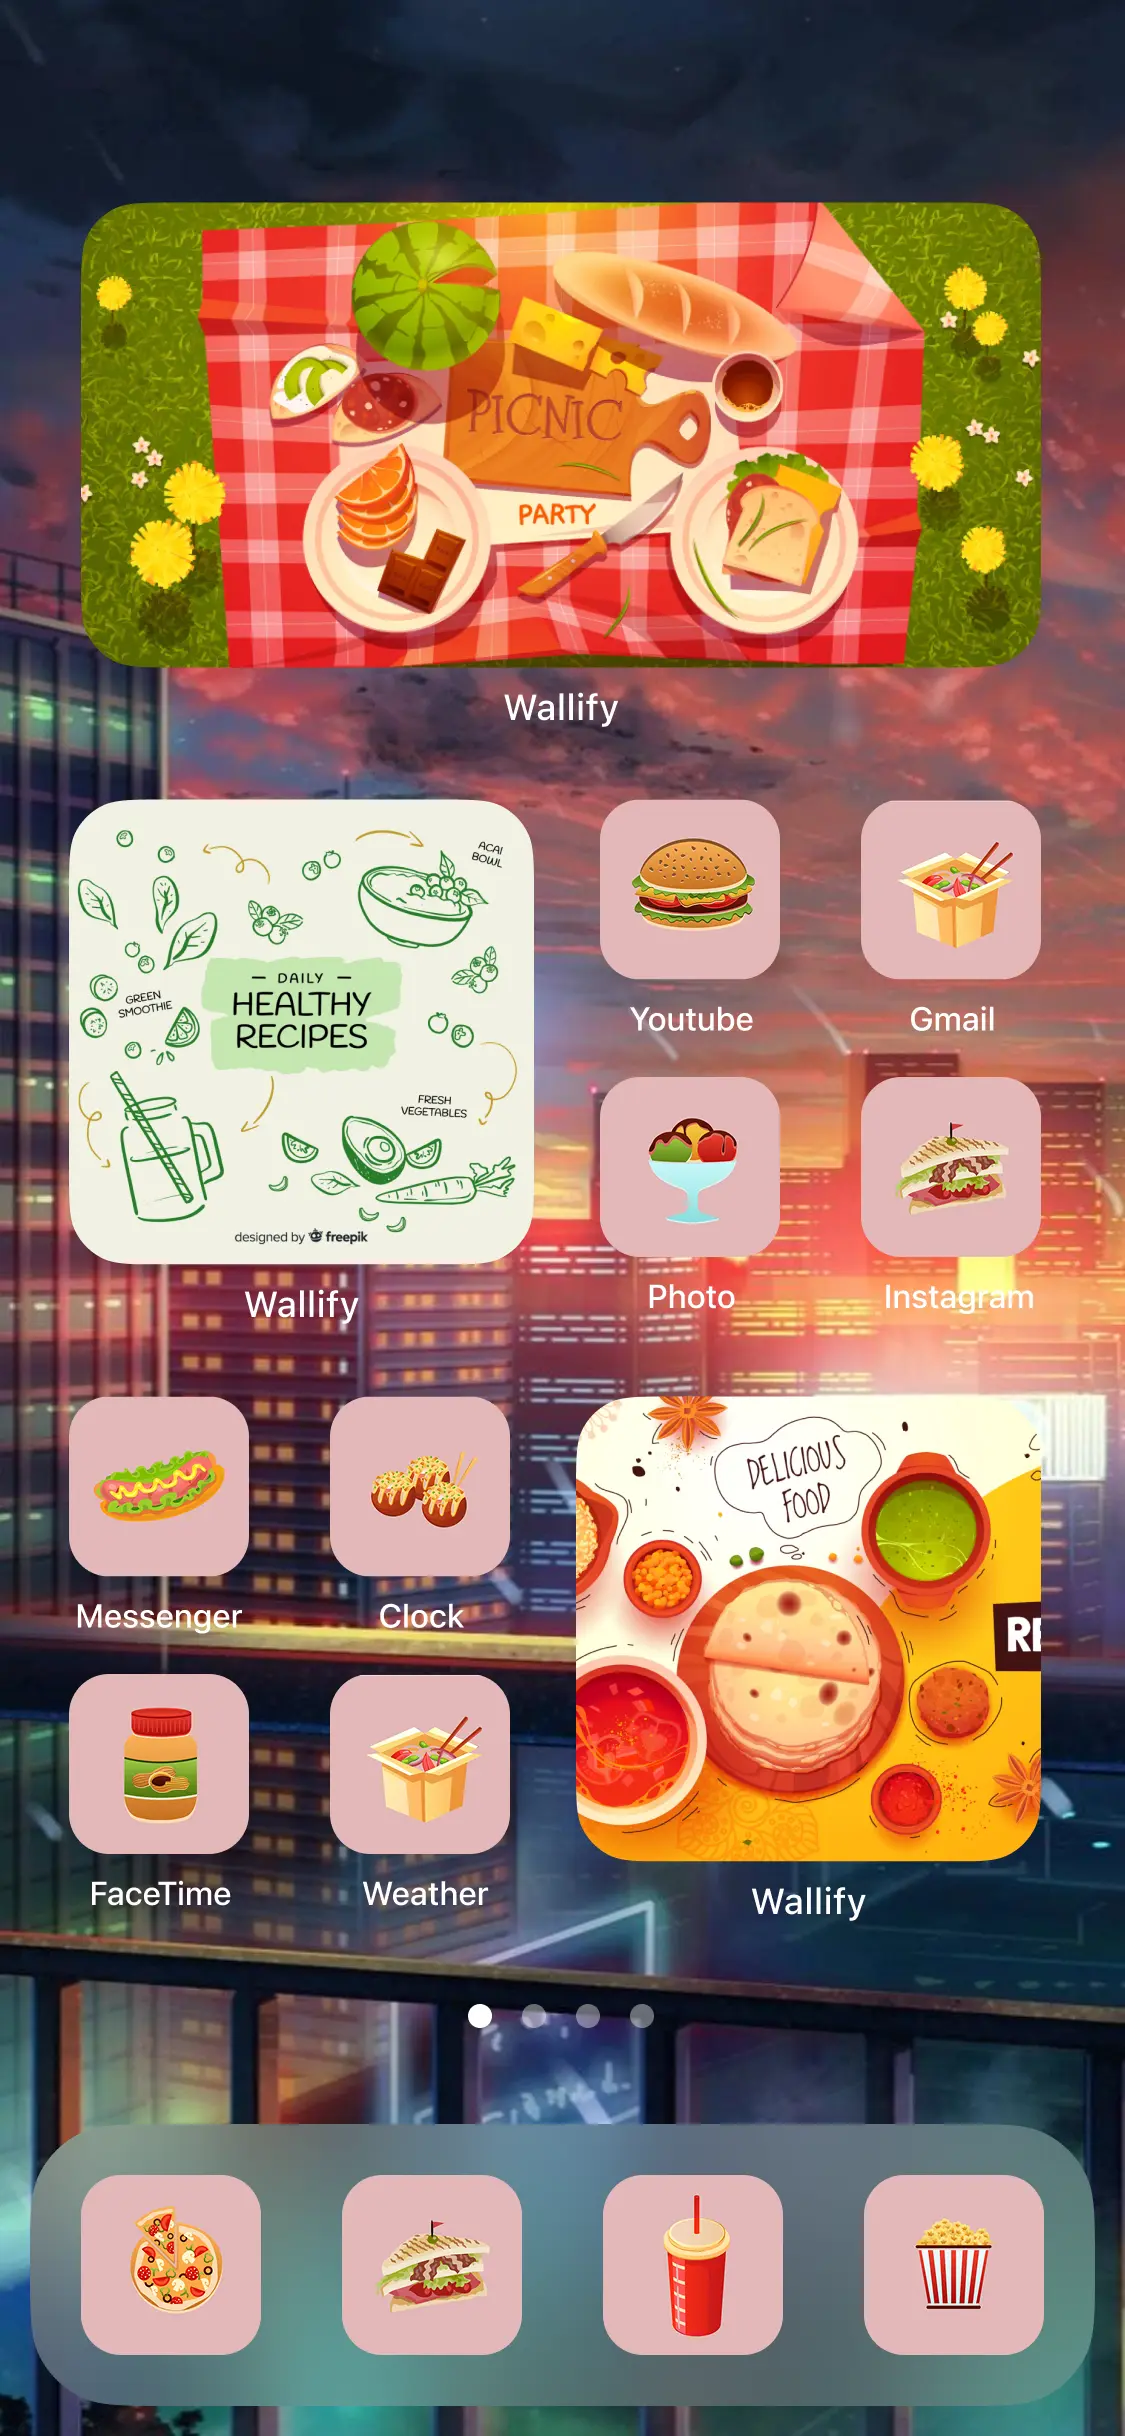 PICNIC
PARTY
Wallify
ACAI
BOWL
DAILY
HEALTHY
RECIPES
GREEN
SMOOTHIE
FRESH
VEGETABLES
designed by freepik
Wallify
Youtube
Gmail
Photo
Instagram
Messenger
Clock
FaceTime
Weather
DELICIOUS
FOOD
RE
Wallify